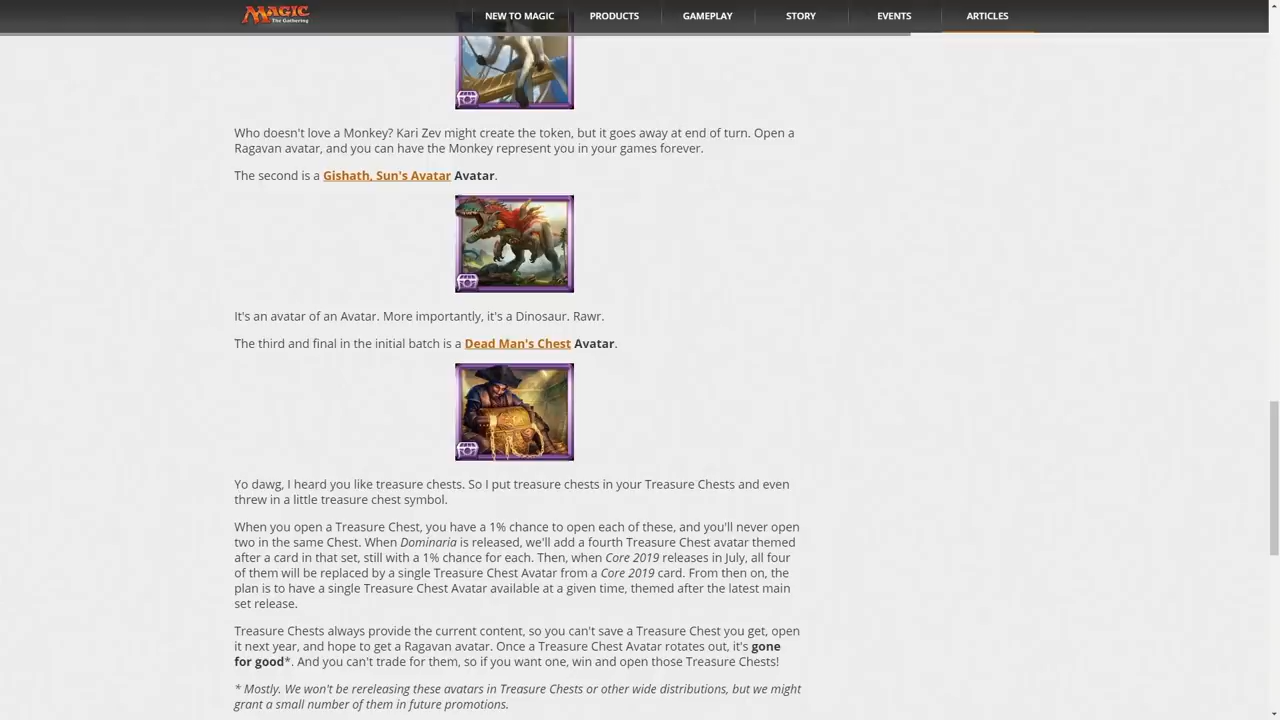 MAGIC
The Gathering
NEW TO MAGIC
PRODUCTS
GAMEPLAY
STORY
EVENTS
ARTICLES
Who doesn't love a Monkey? Kari Zev might create the token, but it goes away at end of turn. Open a
Ragavan avatar, and you can have the Monkey represent you in your games forever.
The second is a Gishath, Sun's Avatar Avatar.
It's an avatar of an Avatar. More importantly, it's a Dinosaur. Rawr.
The third and final in the initial batch is a Dead Man's Chest Avatar.
Yo dawg, I heard you like treasure chests. So I put treasure chests in your Treasure Chests and even
threw in a little treasure chest symbol.
When you open a Treasure Chest, you have a 1% chance to open each of these, and you'll never open
two in the same Chest. When Dominaria is released, we'll add a fourth Treasure Chest avatar themed
after a card in that set, still with a 1% chance for each. Then, when Core 2019 releases in July, all four
of them will be replaced by a single Treasure Chest Avatar from a Core 2019 card. From then on, the
plan is to have a single Treasure Chest Avatar available at a given time, themed after the latest main
set release.
Treasure Chests always provide the current content, so you can't save a Treasure Chest you get, open
it next year, and hope to get a Ragavan avatar. Once a Treasure Chest Avatar rotates out, it's gone
for good*. And you can't trade for them, so if you want one, win and open those Treasure Chests!
* Mostly. We won't be rereleasing these avatars in Treasure Chests or other wide distributions, but we might
grant a small number of them in future promotions.